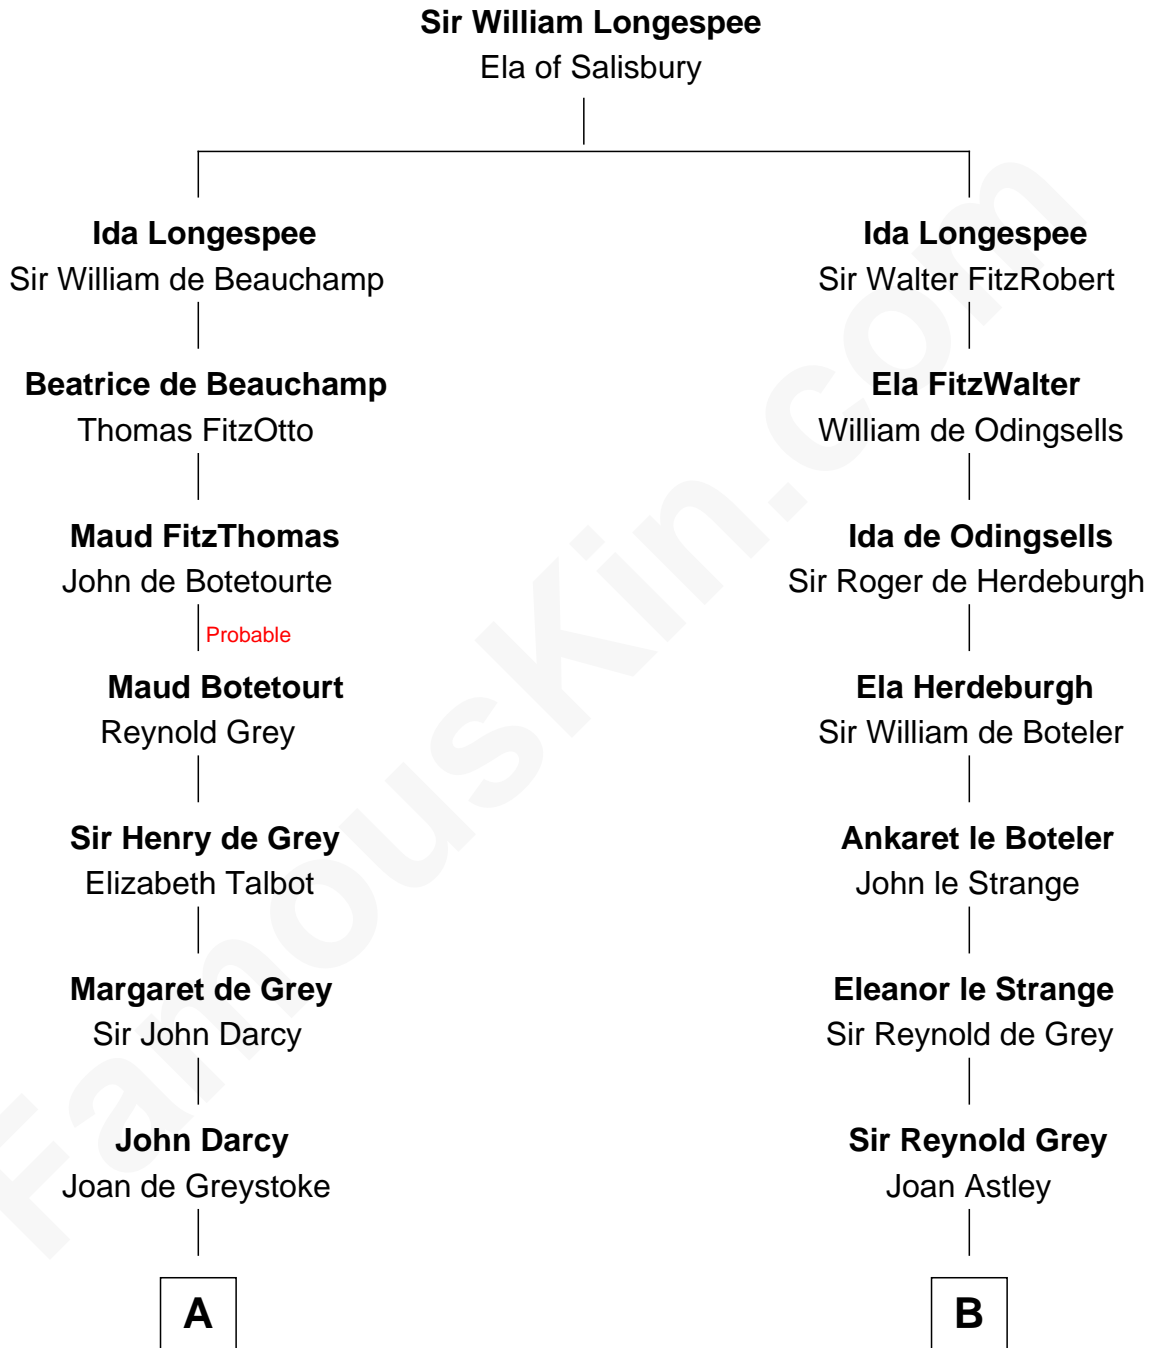 Sir William Longespee
Ela of Salisbury
Ida Longespee
Sir William de Beauchamp
Beatrice de Beauchamp
Thomas FitzOtto
Maud FitzThomas
John de Botetourte
Probable
Maud Botetourt
Reynold Grey
Sir Henry de Grey
Elizabeth Talbot
Margaret de Grey
Sir John Darcy
John Darcy
Joan de Greystoke
A
Ida Longespee
Sir Walter FitzRobert
Ela FitzWalter
William de Odingsells
Ida de Odingsells
Sir Roger de Herdeburgh
Ela Herdeburgh
Sir William de Boteler
Ankaret le Boteler
John le Strange
Eleanor le Strange
Sir Reynold de Grey
Sir Reynold Grey
Joan Astley
B
FamousKin.com